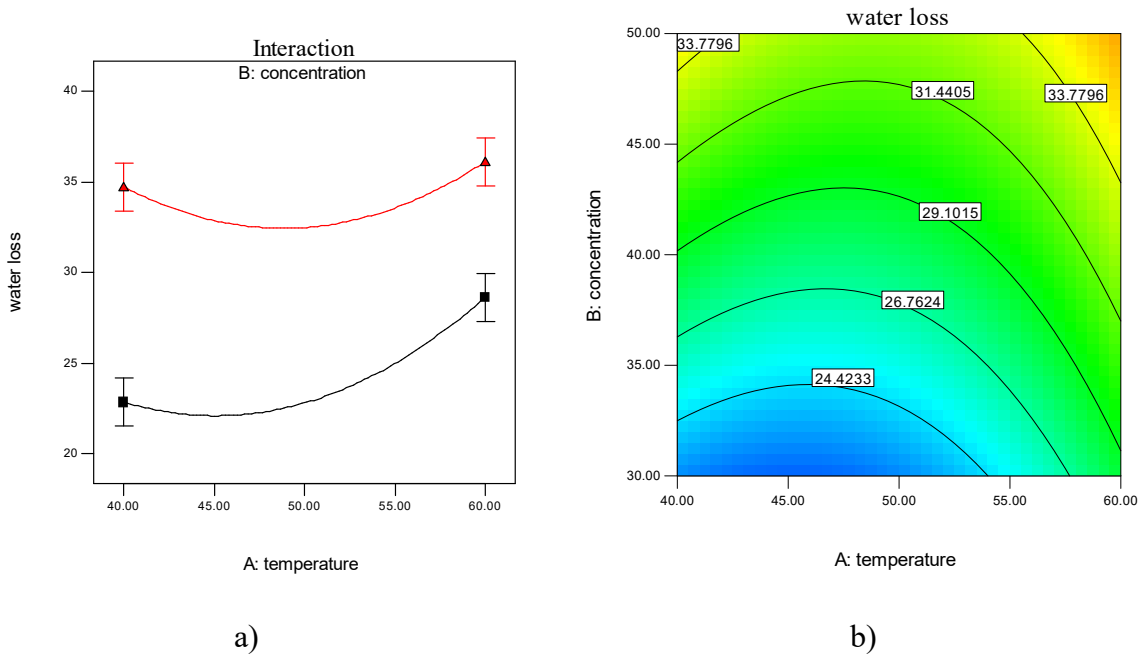 Interaction
B: concentration
40
35
30
25
20
water loss
40.00
45.00
50.00
55.00
60.00
A: temperature
a)
water loss
50.00
45.00
40.00
35.00
30.00
B: concentration
33.7796
31.4405
33.7796
29.1015
26.7624
24.4233
40.00
45.00
50.00
55.00
60.00
A: temperature
b)